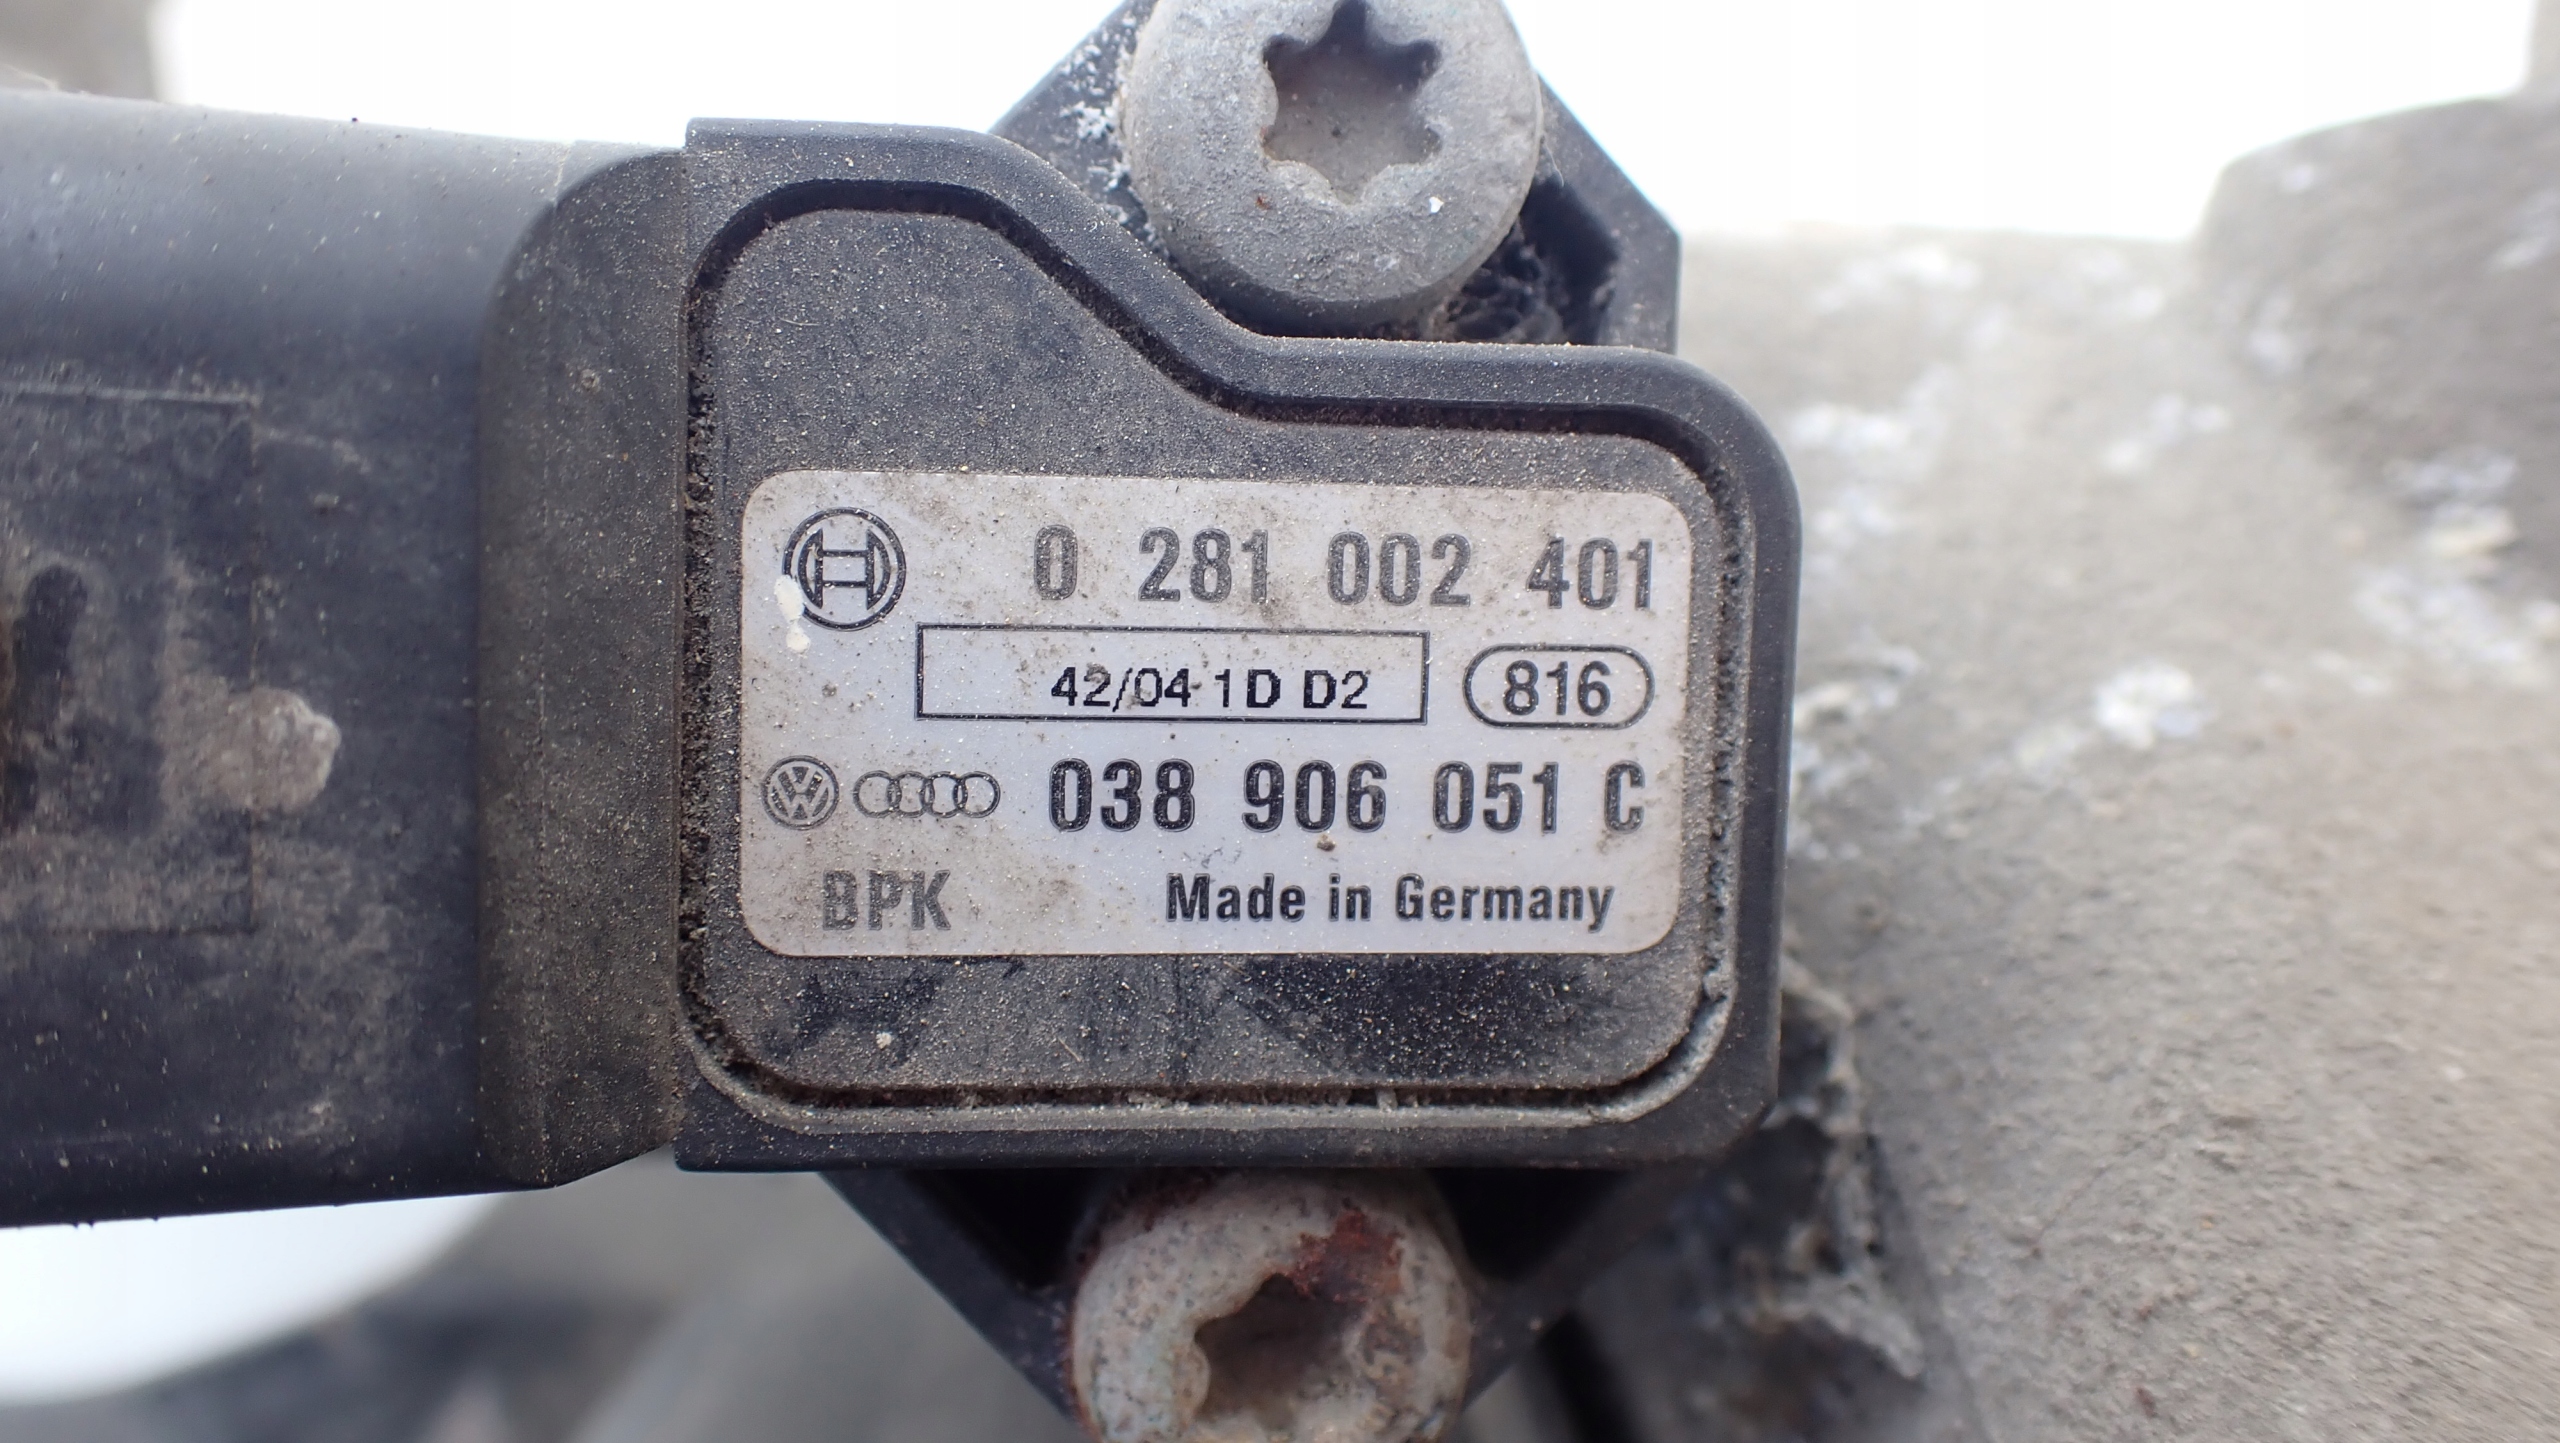 0 281 002 401
42/04 1D D2 816
038 906 051 C
BPK Made in Germany